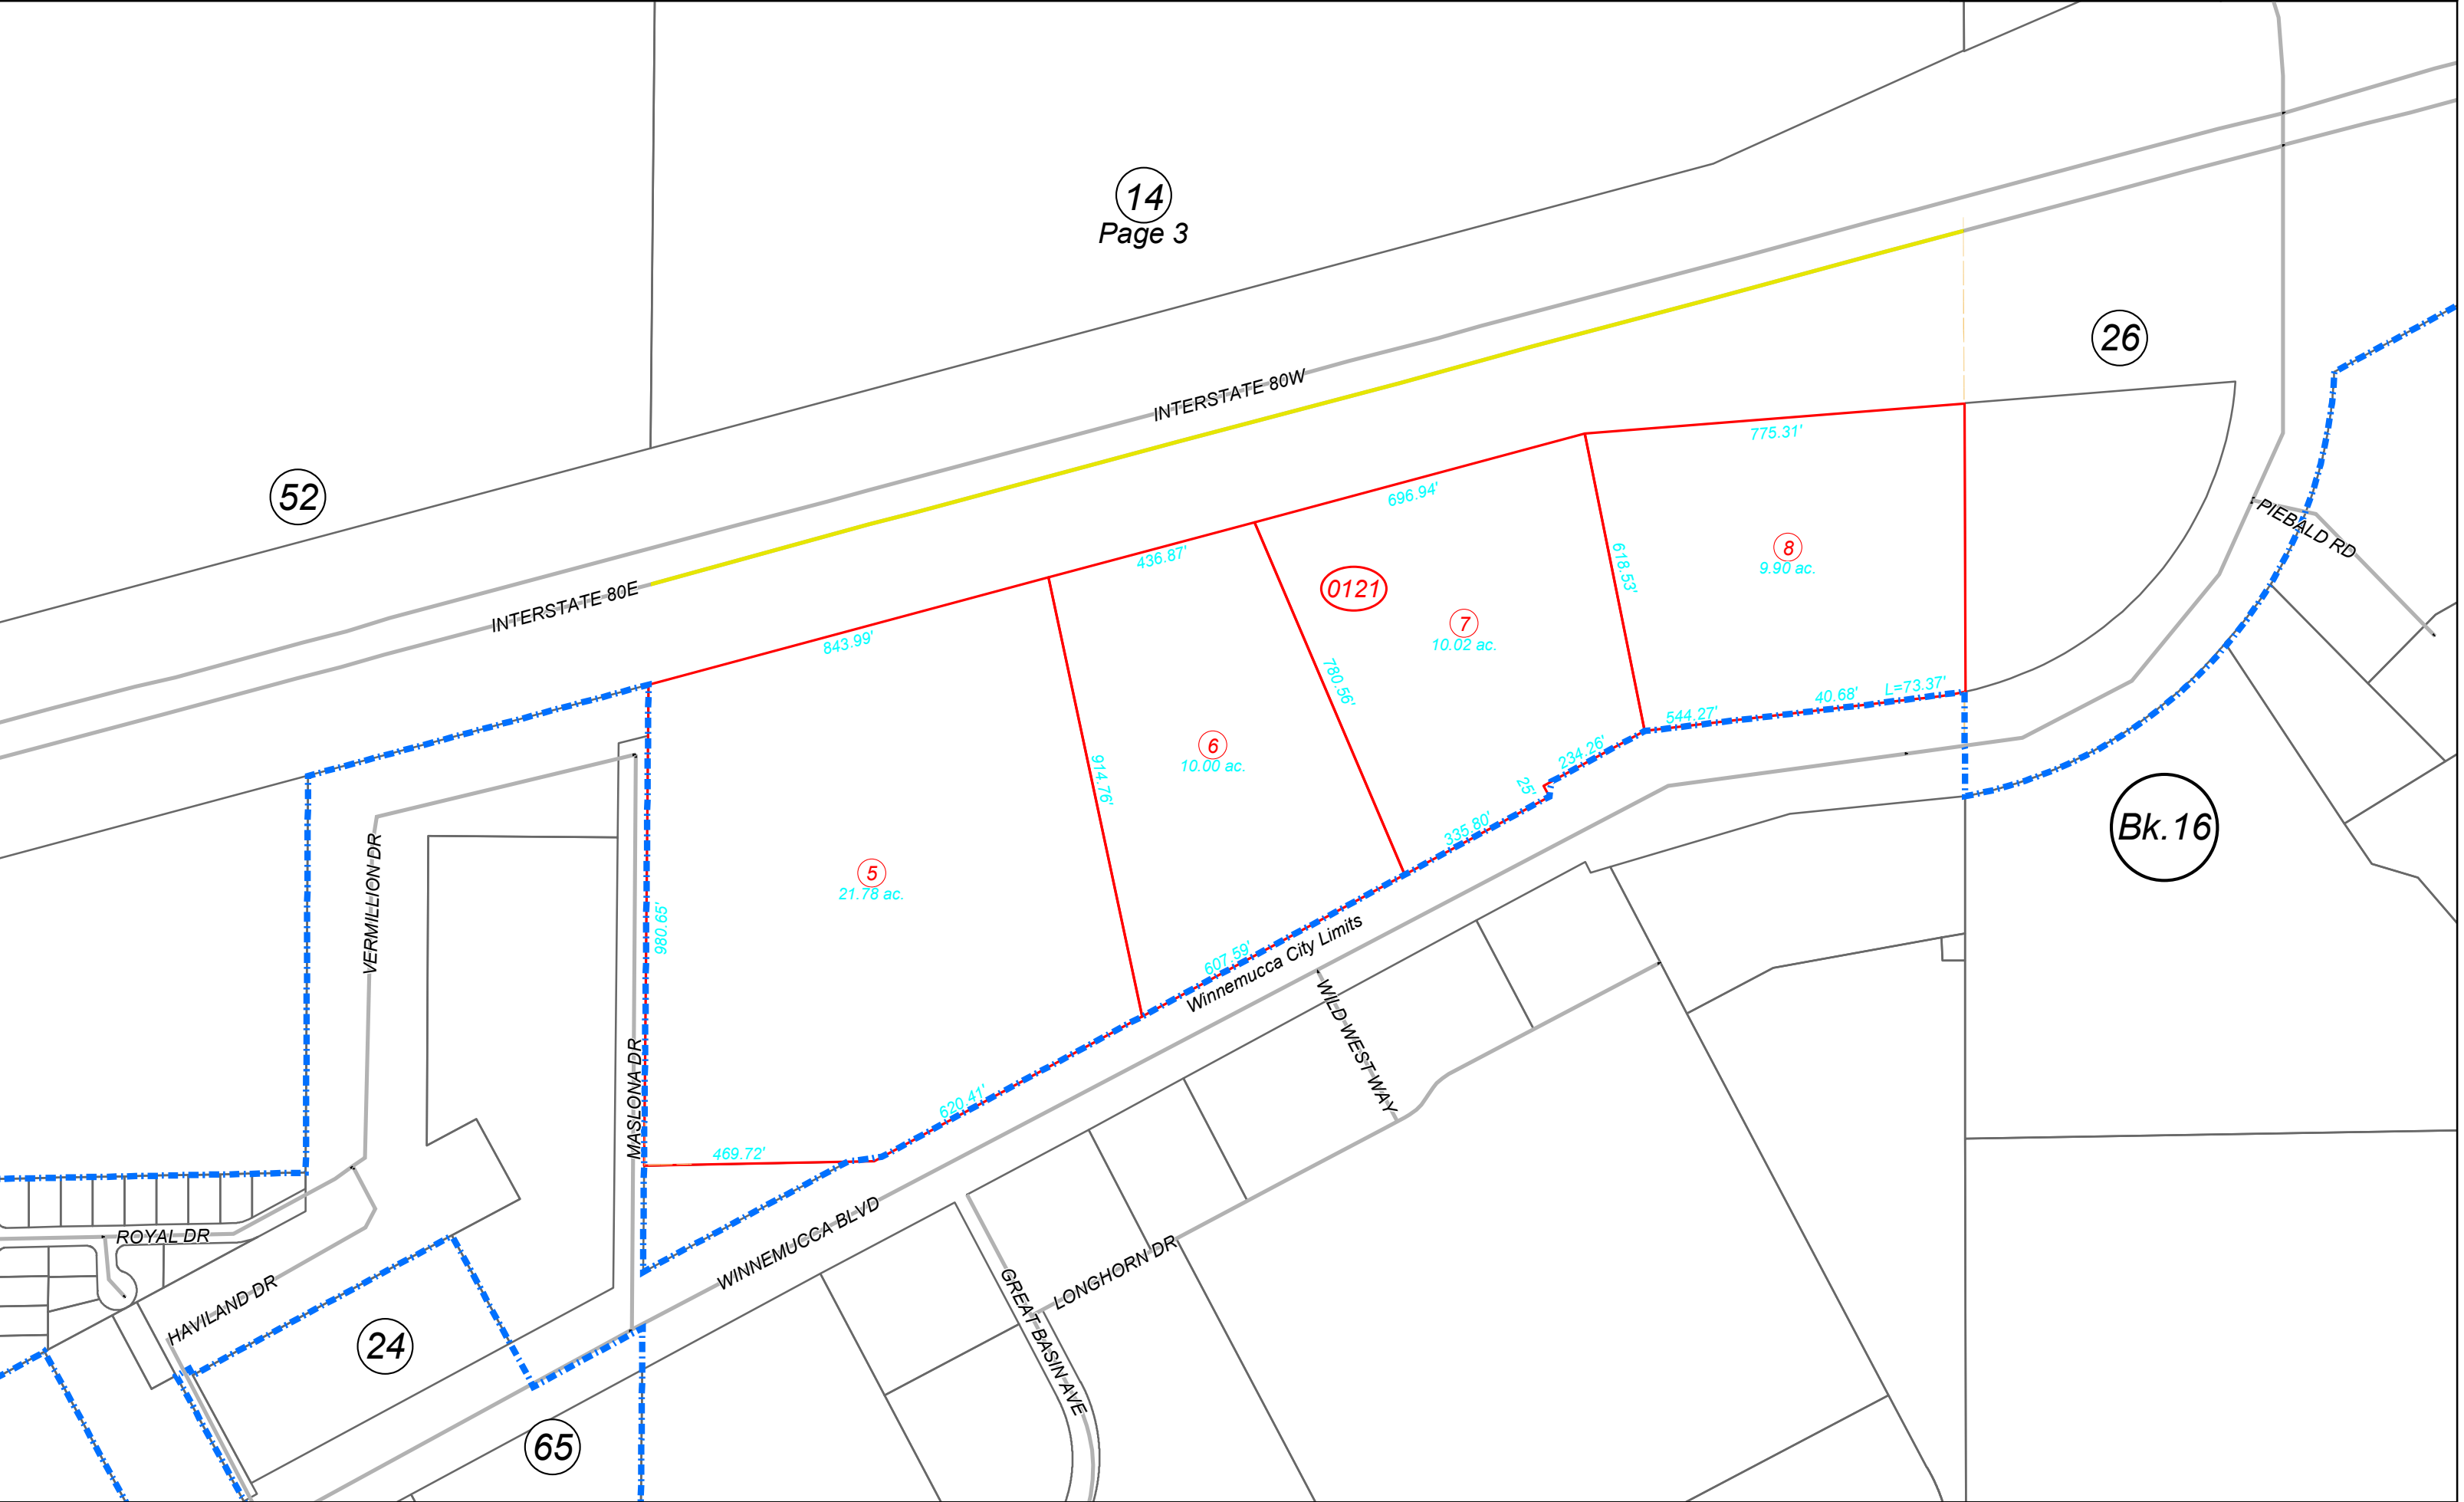 14
Page 3
26
INTERSTATE 80W
775.31'
52
696.94'
PIEBALD RD
436.87'
8
9.90 ac.
618.53'
0121
INTERSTATE 80E
7
10.02 ac.
843.99'
780.56'
40.68'
L=73.37'
544.27'
6
10.00 ac.
234.26'
914.76'
25'
335.80'
Bk.16
VERMILLION DR
5
21.78 ac.
980.65'
607.59'
Winnemucca City Limits
WILD WEST WAY
MASLONA DR
620.41'
469.72'
ROYAL DR
WINNEMUCCA BLVD
HAVILAND DR
LONGHORN DR
GREAT BASIN AVE
24
65